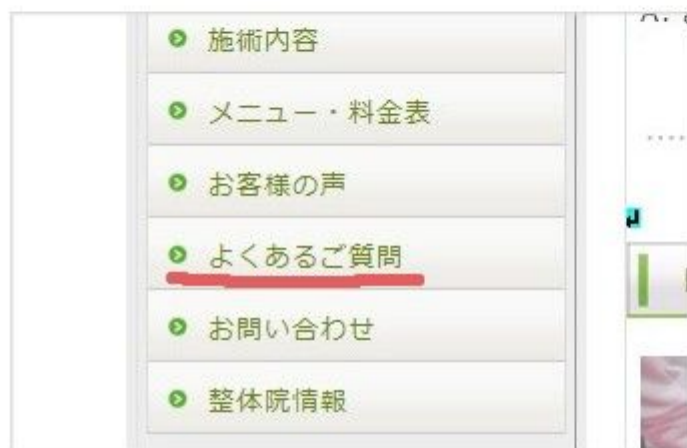 施術内容
メニュー・料金表
お客様の声
よくあるご質問
お問い合わせ
整体院情報